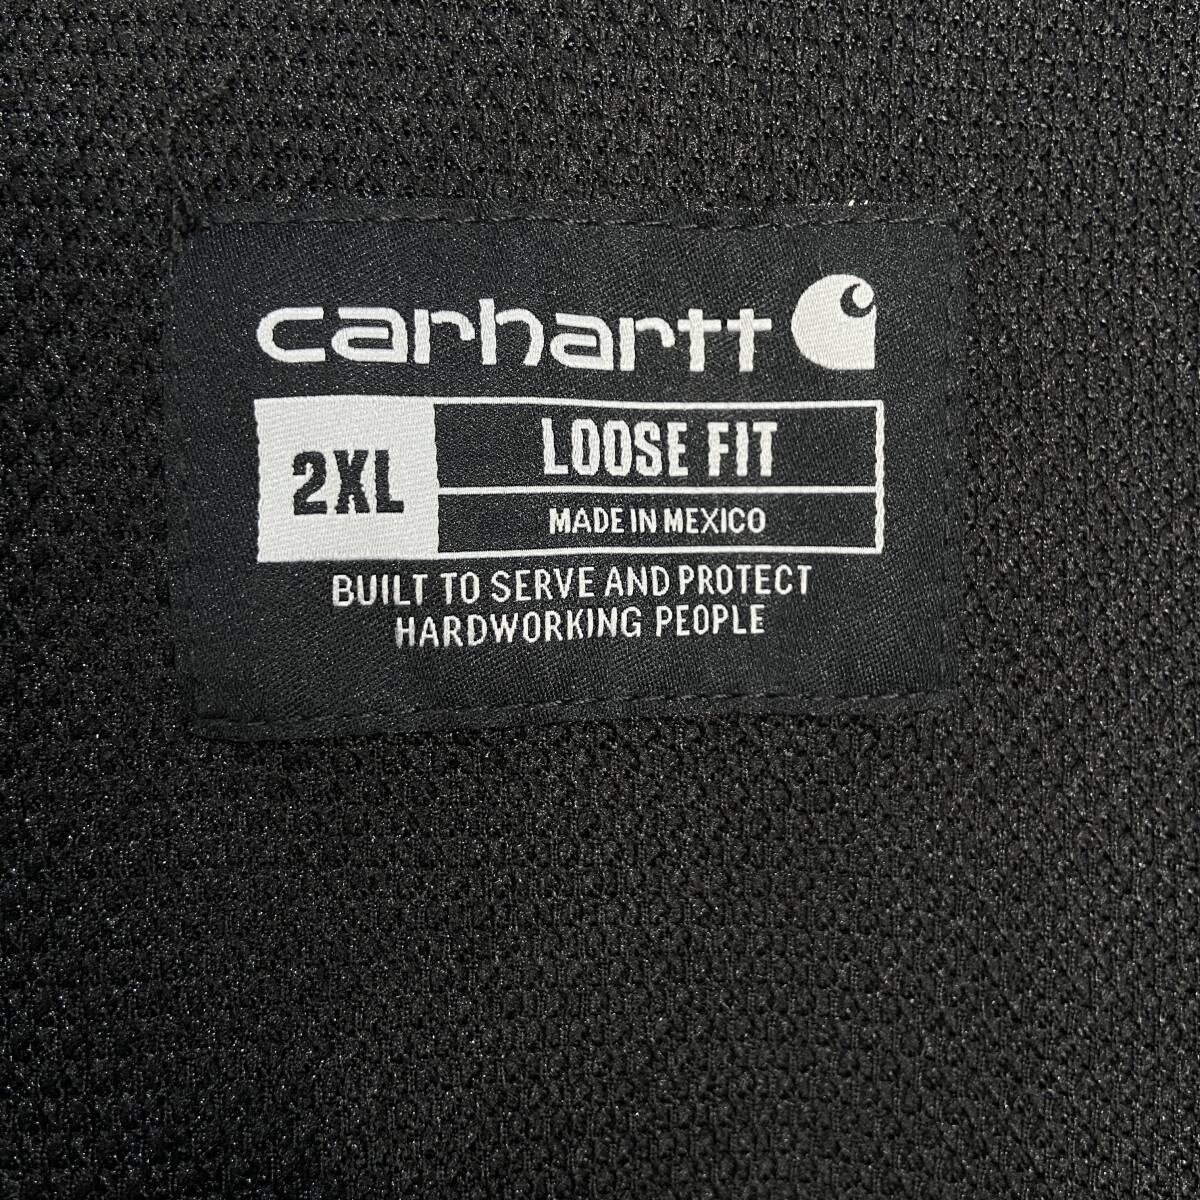 carhartt
2XL
LOOSE FIT
MADE IN MEXICO
BUILT TO SERVE AND PROTECT
HARDWORKING PEOPLE